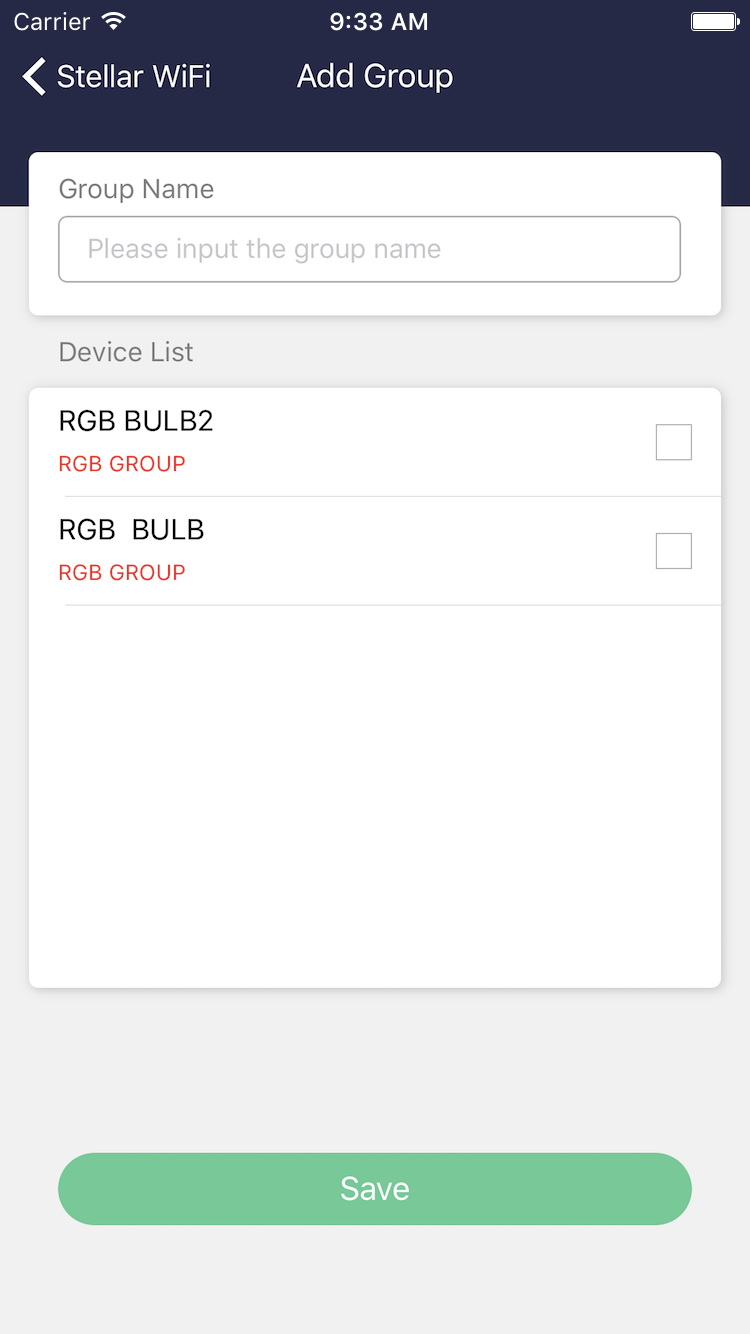 Carrier 9:33 AM
Stellar WiFi Add Group
Group Name
Please input the group name
Device List
RGB BULB2
RGB GROUP
RGB  BULB
RGB GROUP
Save